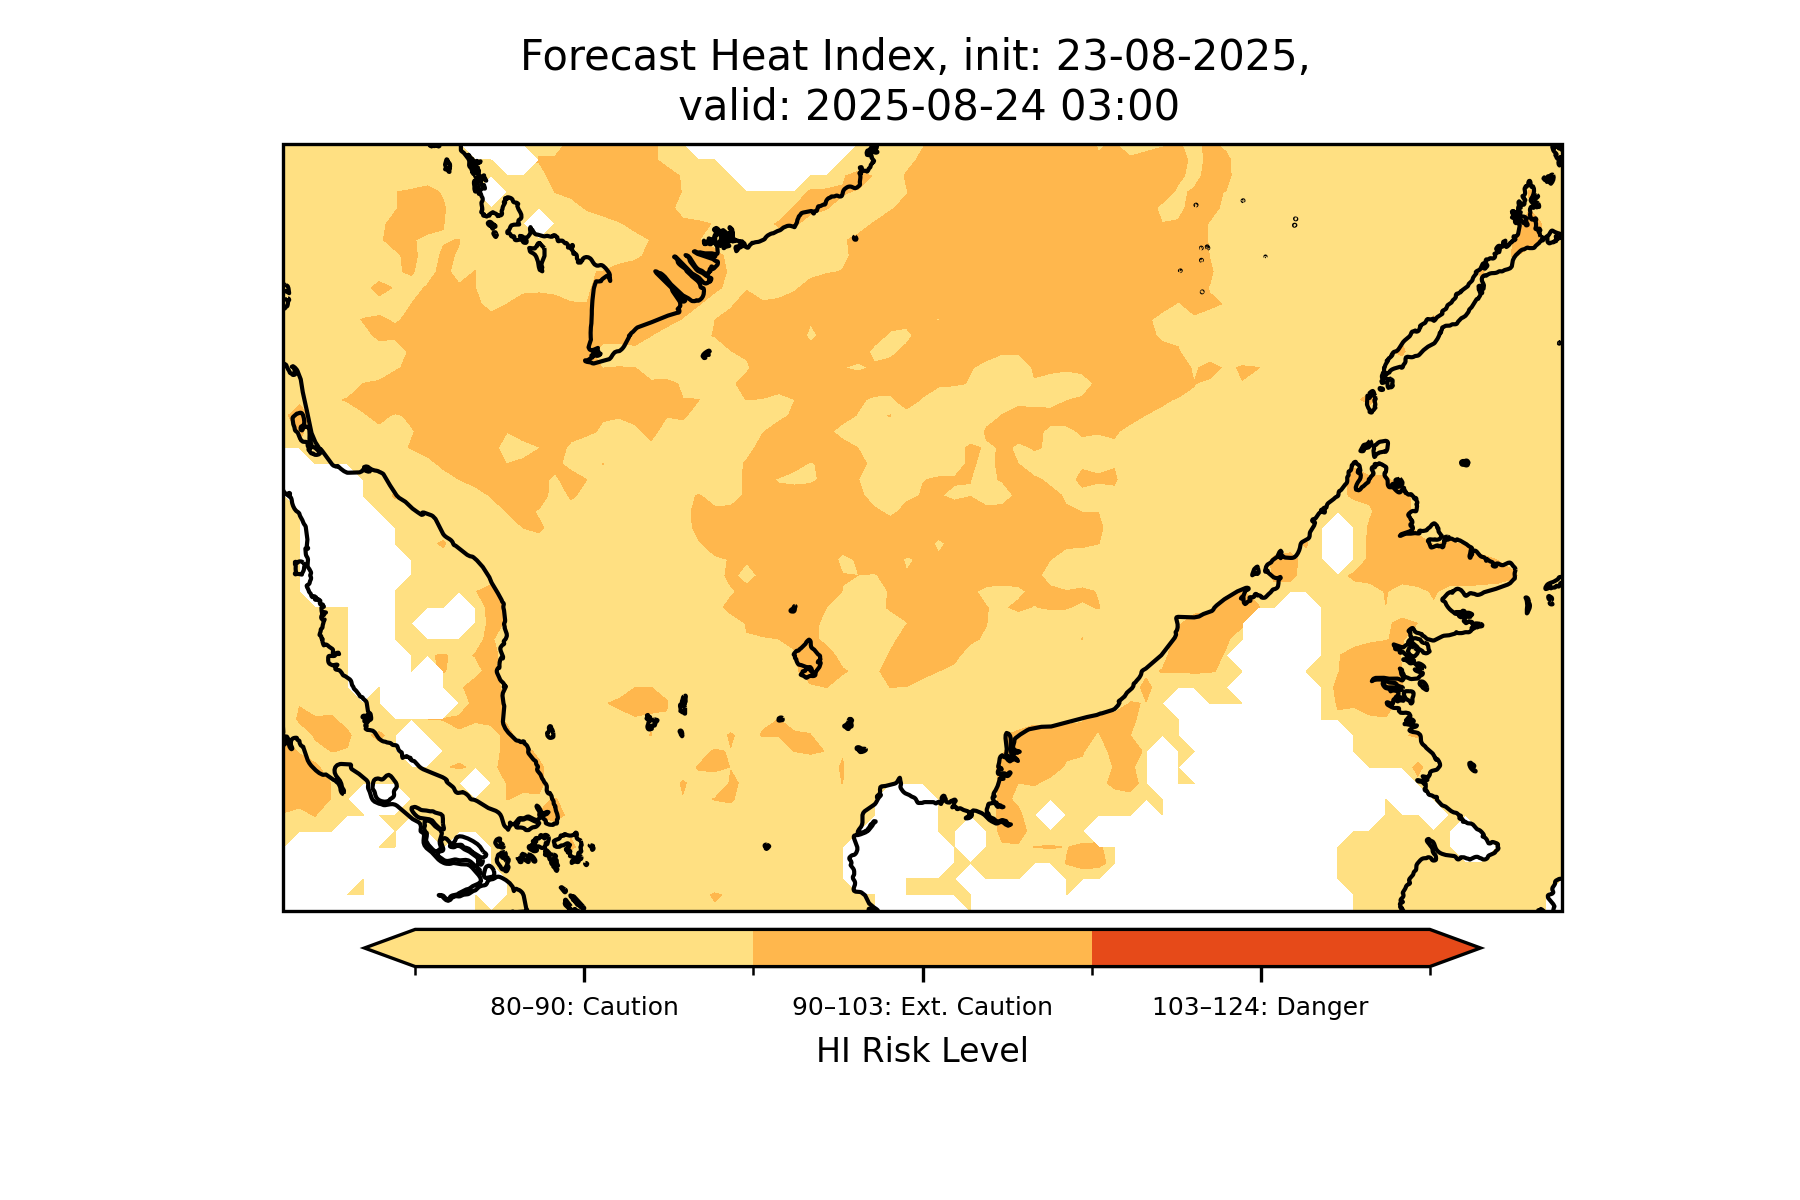 Forecast Heat Index, init: 23-08-2025,
valid: 2025-08-24 03:00
80–90: Caution
90–103: Ext. Caution
103–124: Danger
HI Risk Level